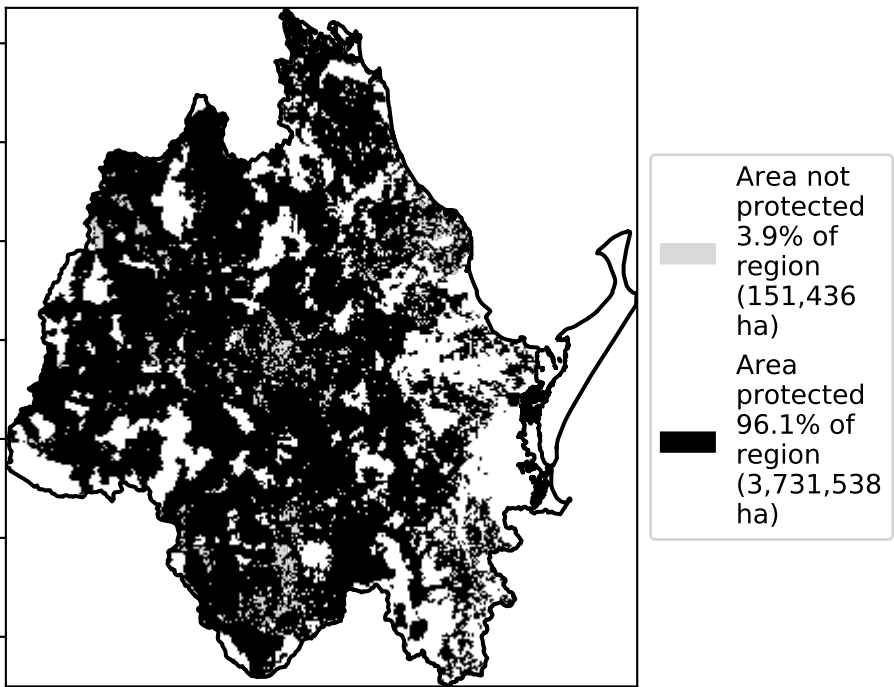 Area not
protected
3.9% of
region
(151,436
ha)
Area
protected
96.1% of
region
(3,731,538
ha)